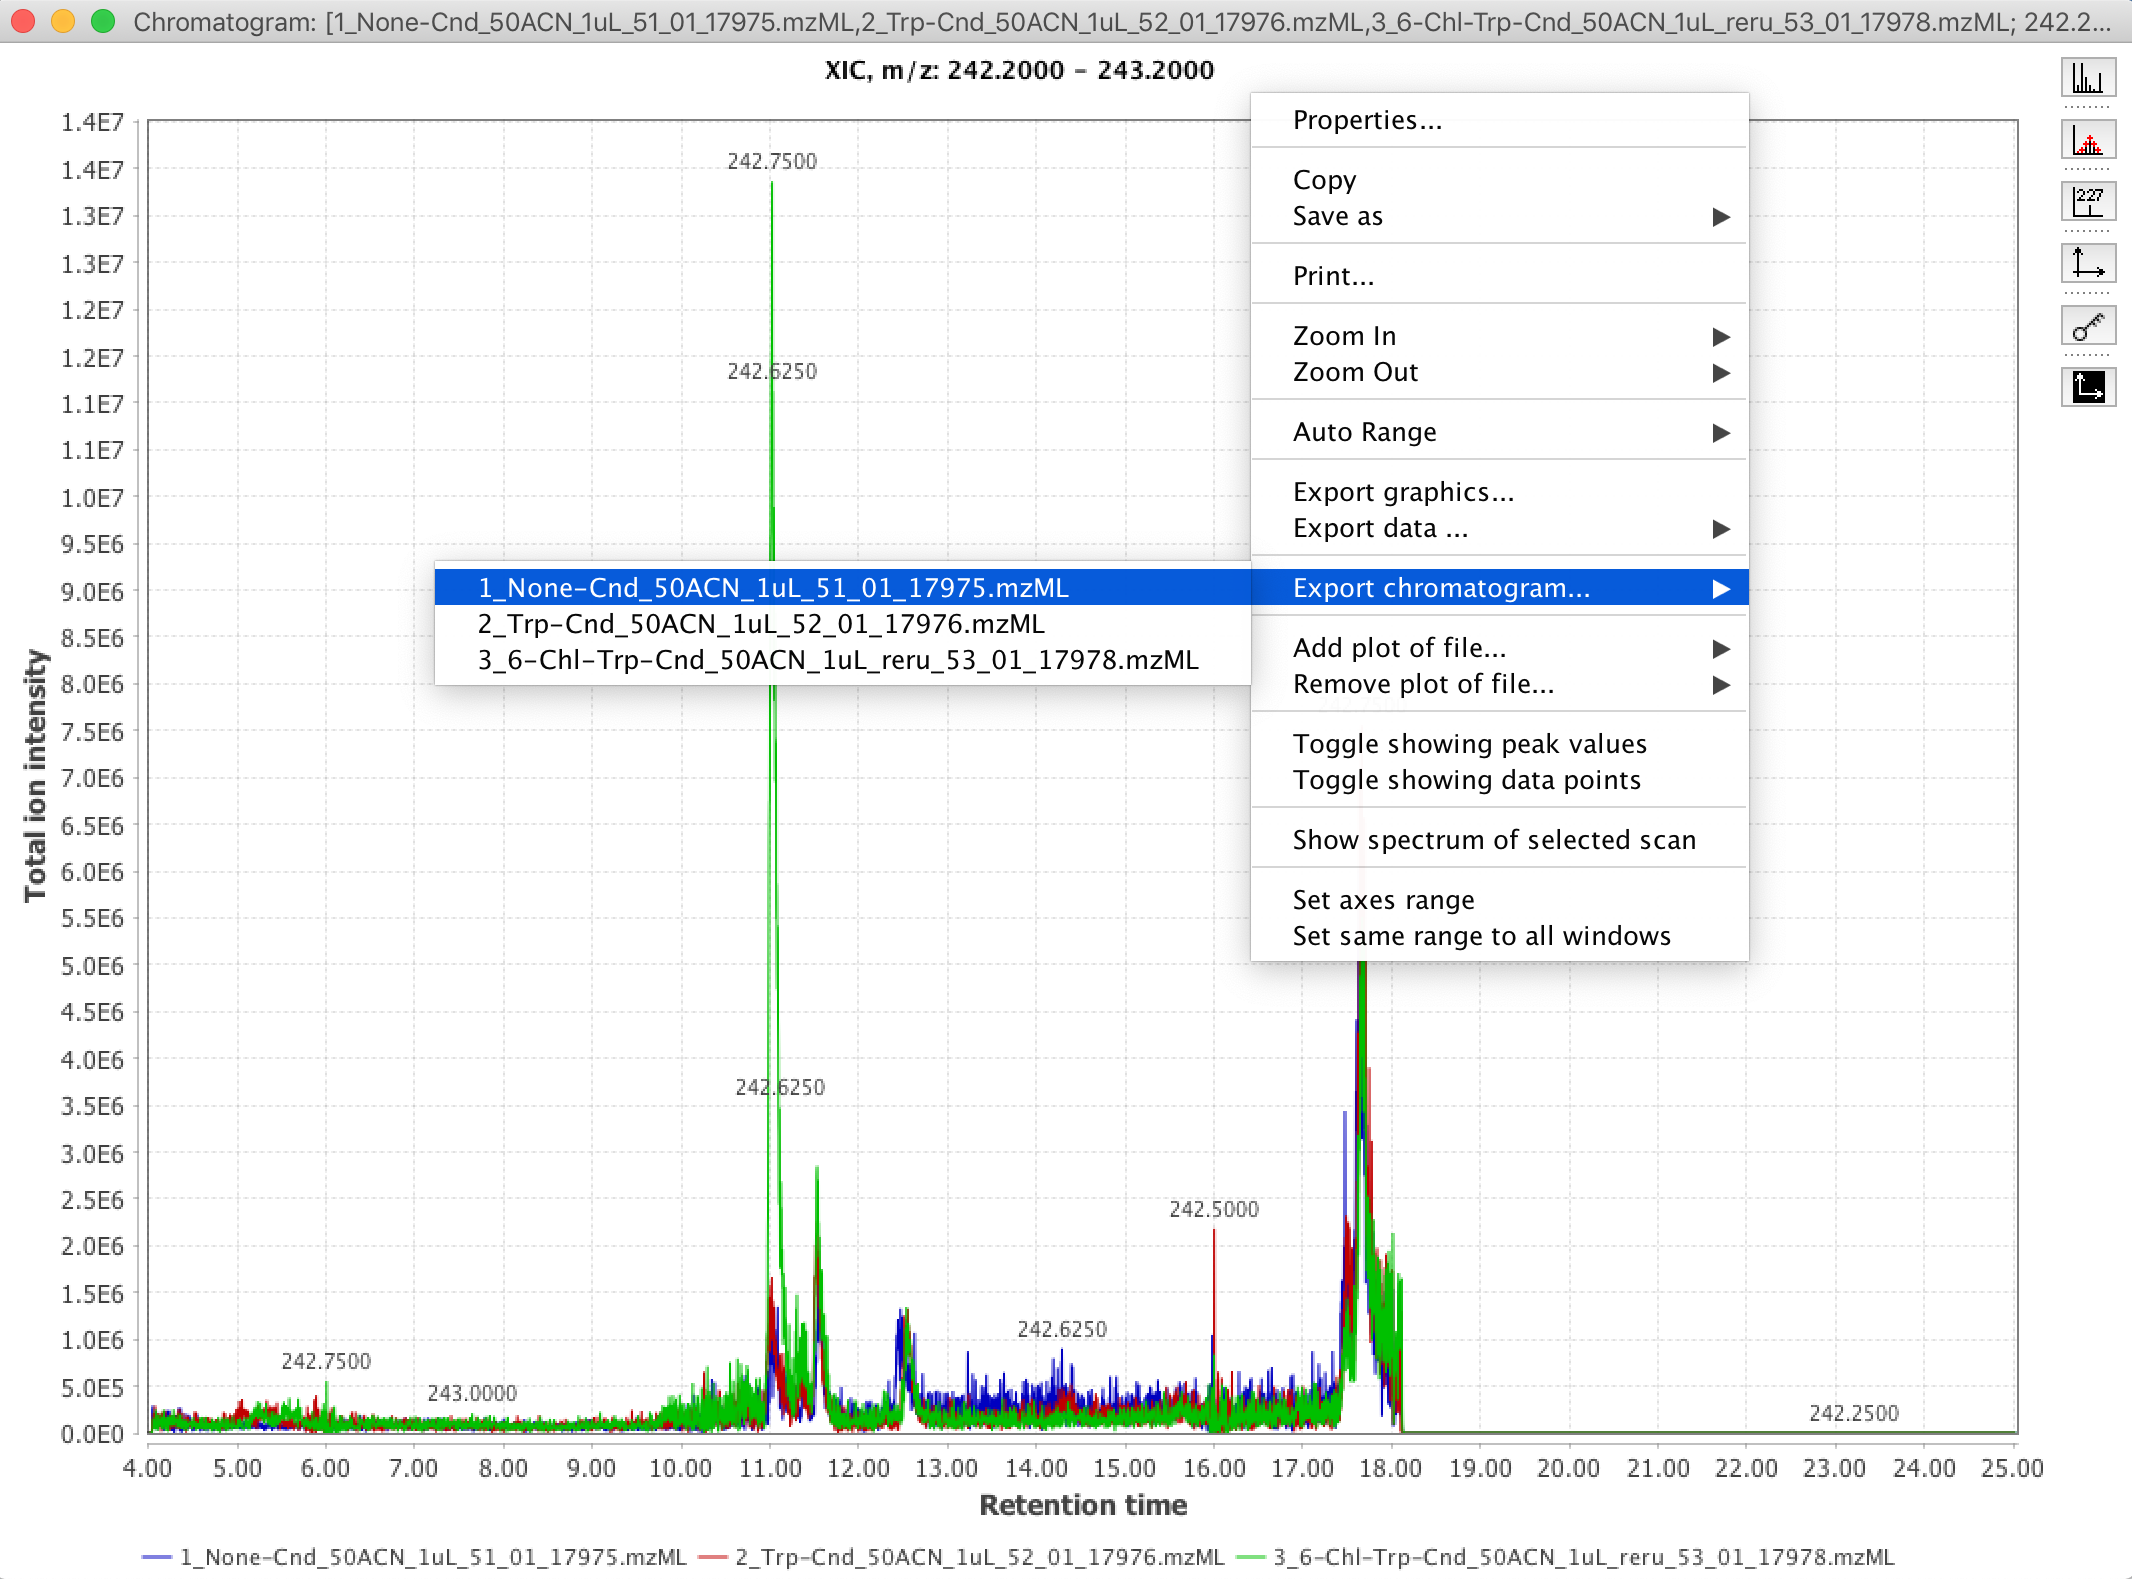 Chromatogram: [1_None-Cnd_50ACN_1uL_51_01_17975.mzML,2_Trp-Cnd_50ACN_1uL_52_01_17976.mzML,3_6-Chl-Trp-Cnd_50ACN_1uL_reru_53_01_17978.mzML; 242.2...
XIC, m/z: 242.2000 – 243.2000
227
1.4E7
1.4E7
1.3E7
1.3E7
1.2E7
1.2E7
1.1E7
1.1E7
1.0E7
9.5E6
9.0E6
8.5E6
8.0E6
7.5E6
7.0E6
6.5E6
6.0E6
5.5E6
5.0E6
4.5E6
4.0E6
3.5E6
3.0E6
2.5E6
2.0E6
1.5E6
1.0E6
5.0E5
0.0E0
Total ion intensity
242.7500
242.6250
242.6250
242.5000
242.6250
242.7500
243.0000
242.2500
Properties...
Copy
Save as
Print...
Zoom In
Zoom Out
Auto Range
Export graphics...
Export data ...
Export chromatogram...
Add plot of file...
Remove plot of file...
Toggle showing peak values
Toggle showing data points
Show spectrum of selected scan
Set axes range
Set same range to all windows
1_None-Cnd_50ACN_1uL_51_01_17975.mzML
2_Trp-Cnd_50ACN_1uL_52_01_17976.mzML
3_6-Chl-Trp-Cnd_50ACN_1uL_reru_53_01_17978.mzML
4.00 5.00 6.00 7.00 8.00 9.00 10.00 11.00 12.00 13.00 14.00 15.00 16.00 17.00 18.00 19.00 20.00 21.00 22.00 23.00 24.00 25.00
Retention time
1_None-Cnd_50ACN_1uL_51_01_17975.mzML 2_Trp-Cnd_50ACN_1uL_52_01_17976.mzML 3_6-Chl-Trp-Cnd_50ACN_1uL_reru_53_01_17978.mzML